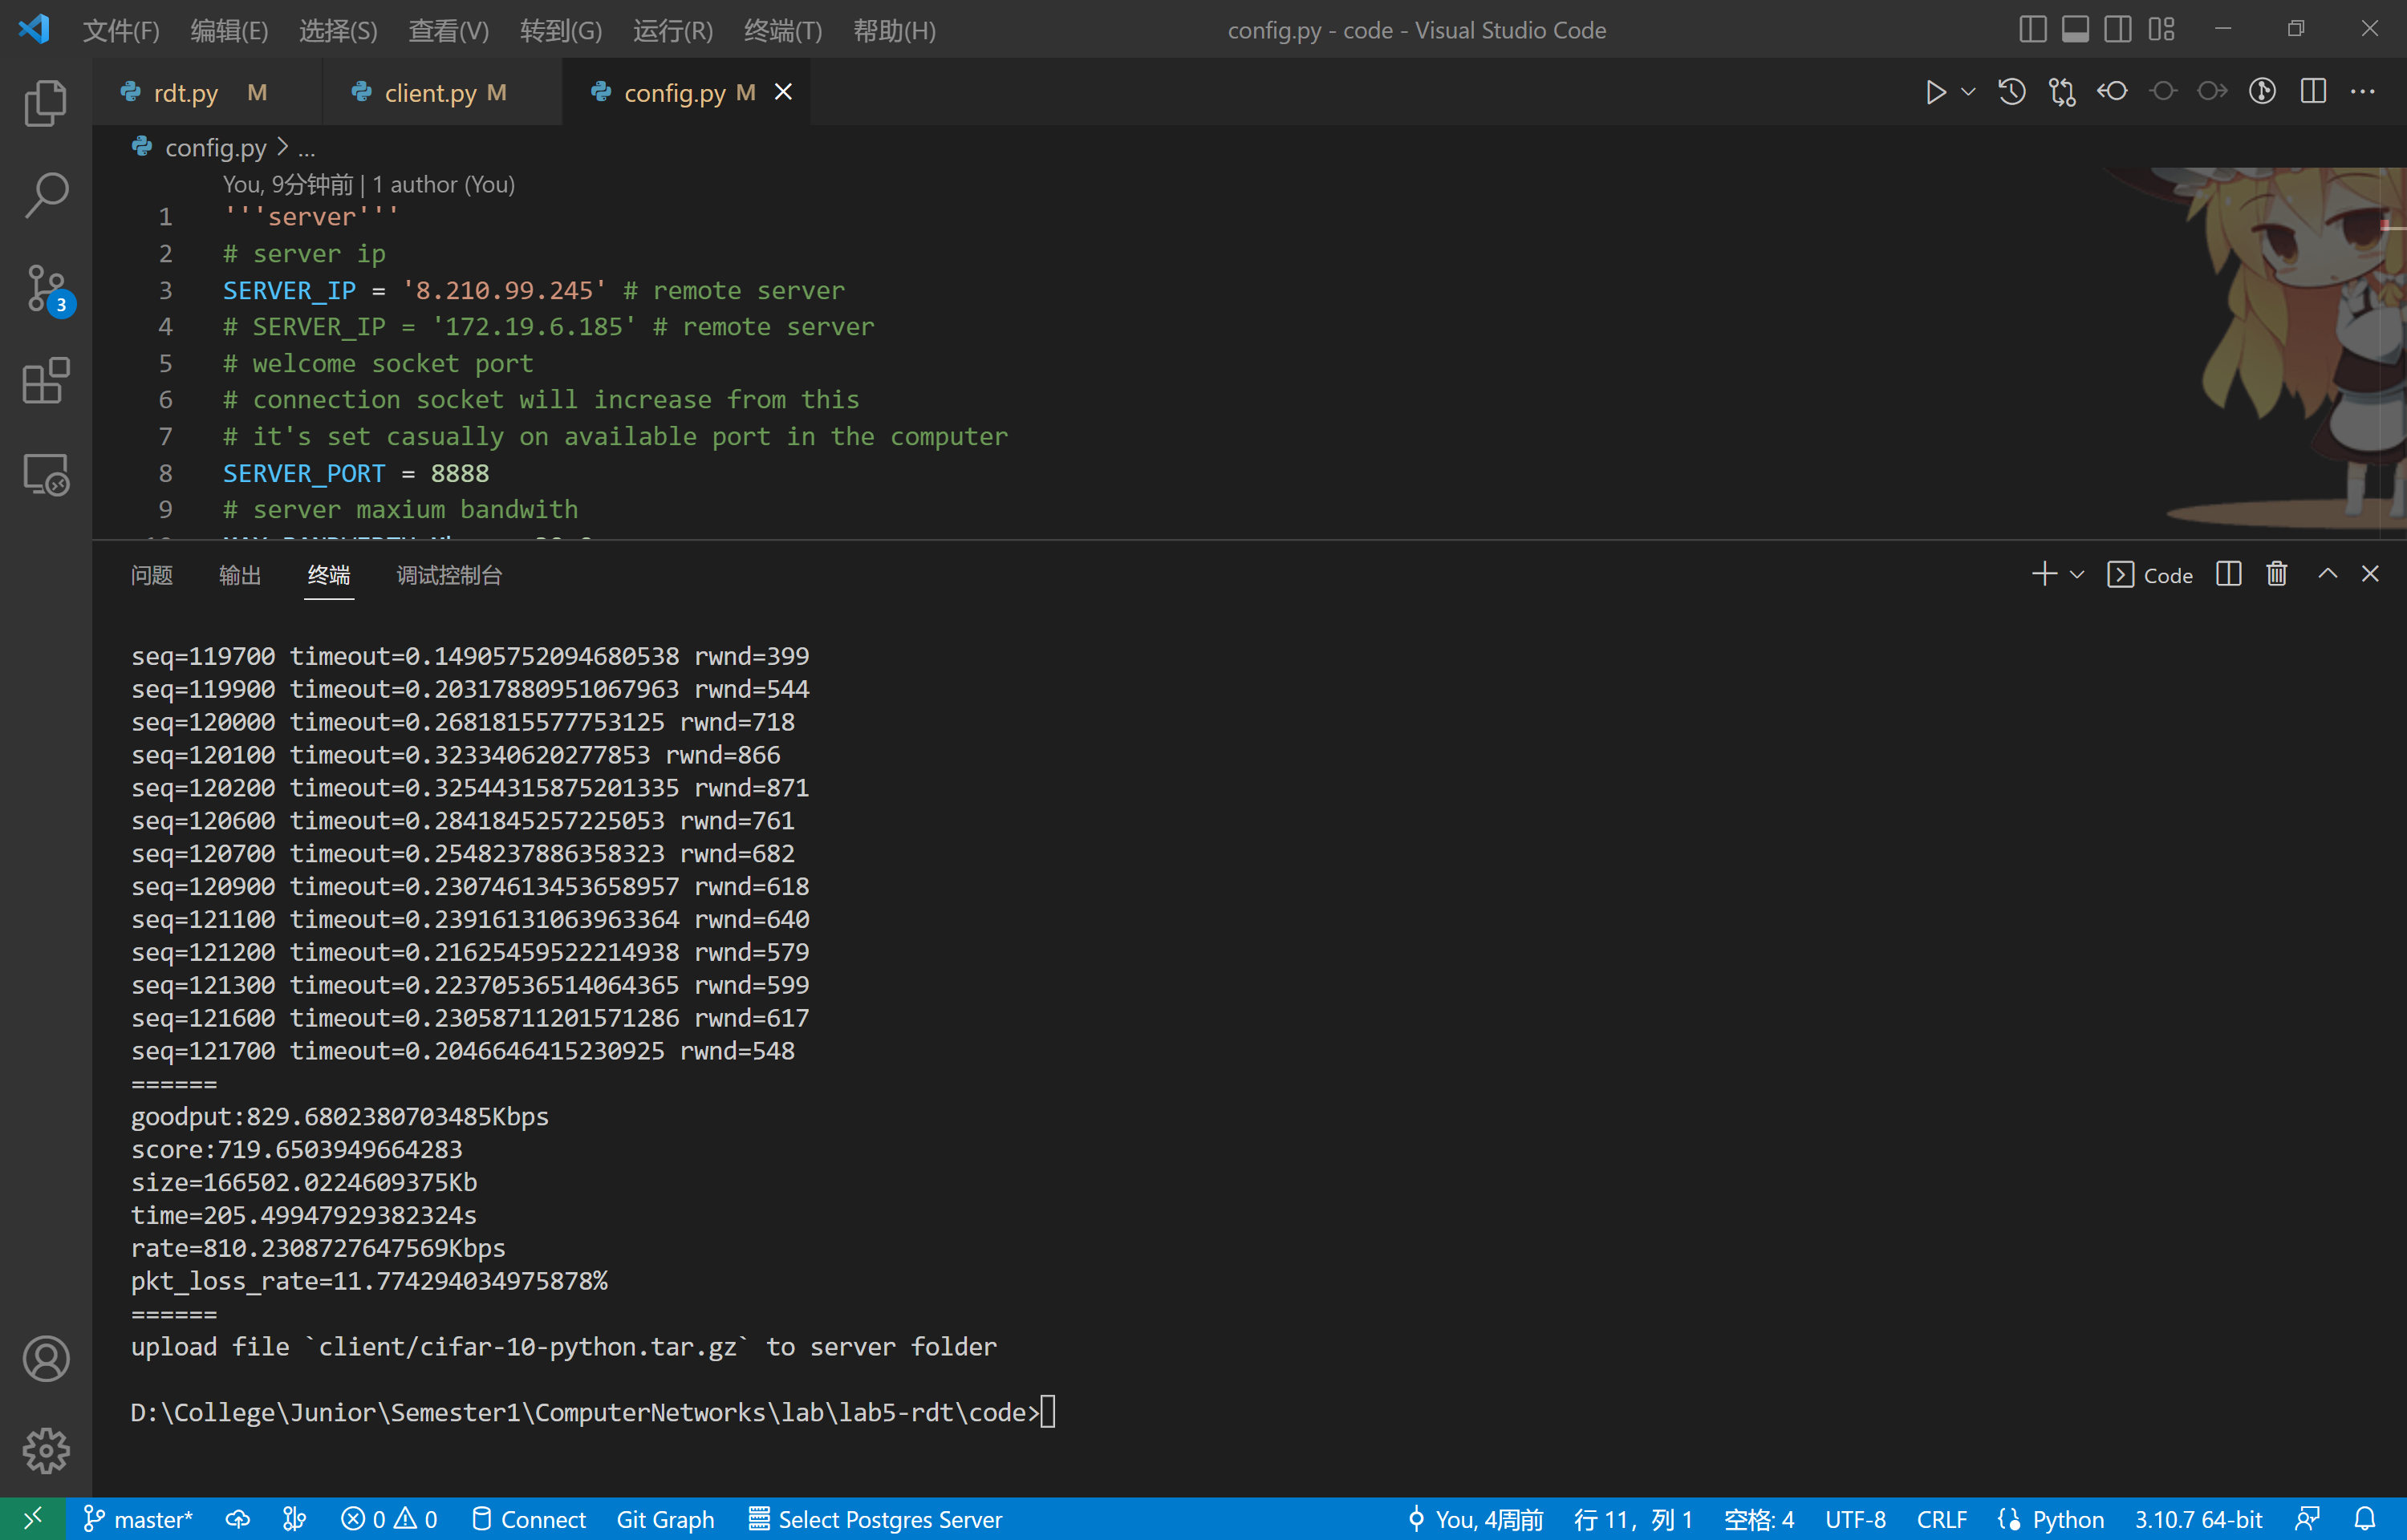 文件(F) 编辑(E) 选择(S) 查看(V) 转到(G) 运行(R) 终端(T) 帮助(H) config.py - code - Visual Studio Code
rdt.py M client.py M config.py M
config.py > ...
You, 9分钟前 | 1 author (You)
1 '''server'''
2 # server ip
3 SERVER_IP = '8.210.99.245' # remote server
4 # SERVER_IP = '172.19.6.185' # remote server
5 # welcome socket port
6 # connection socket will increase from this
7 # it's set casually on available port in the computer
8 SERVER_PORT = 8888
9 # server maxium bandwith
3
问题 输出 终端 调试控制台 Code
seq=119700 timeout=0.14905752094680538 rwnd=399
seq=119900 timeout=0.20317880951067963 rwnd=544
seq=120000 timeout=0.2681815577753125 rwnd=718
seq=120100 timeout=0.323340620277853 rwnd=866
seq=120200 timeout=0.32544315875201335 rwnd=871
seq=120600 timeout=0.2841845257225053 rwnd=761
seq=120700 timeout=0.2548237886358323 rwnd=682
seq=120900 timeout=0.23074613453658957 rwnd=618
seq=121100 timeout=0.23916131063963364 rwnd=640
seq=121200 timeout=0.21625459522214938 rwnd=579
seq=121300 timeout=0.22370536514064365 rwnd=599
seq=121600 timeout=0.23058711201571286 rwnd=617
seq=121700 timeout=0.2046646415230925 rwnd=548
======
goodput:829.6802380703485Kbps
score:719.6503949664283
size=166502.0224609375Kb
time=205.49947929382324s
rate=810.2308727647569Kbps
pkt_loss_rate=11.774294034975878%
======
upload file `client/cifar-10-python.tar.gz` to server folder
D:\College\Junior\Semester1\ComputerNetworks\lab\lab5-rdt\code>
master* 0 0 Connect Git Graph Select Postgres Server You, 4周前 行 11, 列 1 空格: 4 UTF-8 CRLF Python 3.10.7 64-bit